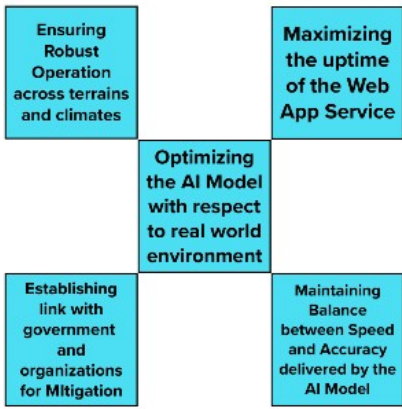 Ensuring
Robust
Operation
across terrains
and climates
Maximizing
the uptime
of the Web
App Service
Optimizing
the AI Model
with respect
to real world
environment
Establishing
link with
government
and
organizations
for MItigation
Maintaining
Balance
between Speed
and Accuracy
delivered by the
AI Model